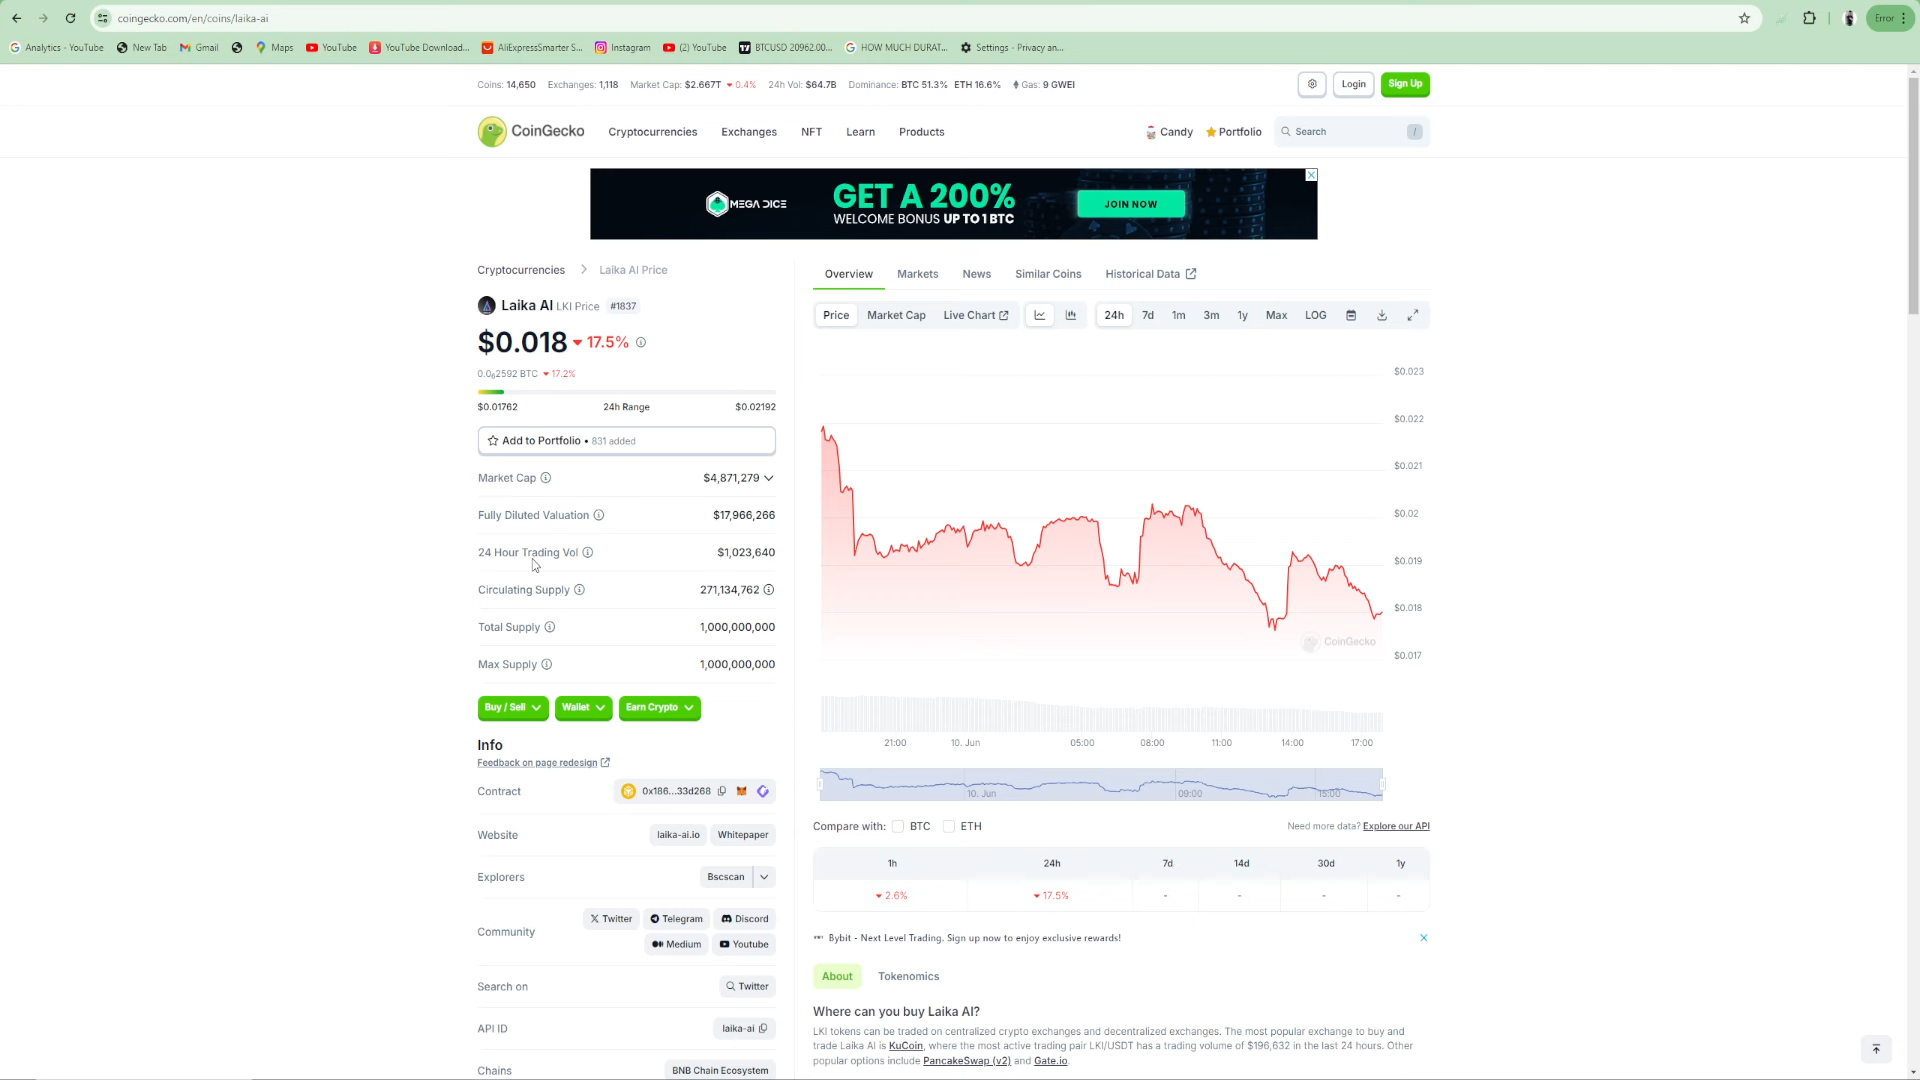 coingecko.com/en/coins/laika-ai
Error
Analytics - YouTube New Tab Gmail Maps YouTube YouTube Download... AliExpressSmarter S... Instagram (2) YouTube BTCUSD 20962.00... HOW MUCH DURAT... Settings - Privacy an...
Coins: 14,650 Exchanges: 1,118 Market Cap: $2.667T 0.4% 24h Vol: $64.7B Dominance: BTC 51.3% ETH 16.6% Gas: 9 GWEI
Login Sign Up
CoinGecko Cryptocurrencies Exchanges NFT Learn Products Candy Portfolio Search /
MEGA DICE
GET A 200%
WELCOME BONUS UP TO 1 BTC
JOIN NOW
Cryptocurrencies Laika AI Price
Laika AI LKI Price #1837
$0.018 17.5%
0.0₆2592 BTC 17.2%
$0.01762 24h Range $0.02192
Add to Portfolio • 831 added
Market Cap $4,871,279
Fully Diluted Valuation $17,966,266
24 Hour Trading Vol $1,023,640
Circulating Supply 271,134,762
Total Supply 1,000,000,000
Max Supply 1,000,000,000
Buy / Sell Wallet Earn Crypto
Info
Feedback on page redesign
Contract 0x186...33d268
Website laika-ai.io Whitepaper
Explorers Bscscan
Community Twitter Telegram Discord
Medium Youtube
Search on Twitter
API ID laika-ai
Chains BNB Chain Ecosystem
Overview Markets News Similar Coins Historical Data
Price Market Cap Live Chart 24h 7d 1m 3m 1y Max LOG
$0.023
$0.022
$0.021
$0.02
$0.019
$0.018
CoinGecko
$0.017
21:00 10. Jun 05:00 08:00 11:00 14:00 17:00
10. Jun 09:00 15:00
Compare with: BTC ETH Need more data? Explore our API
1h 24h 7d 14d 30d 1y
2.6% 17.5% - - - -
Bybit - Next Level Trading. Sign up now to enjoy exclusive rewards!
About Tokenomics
Where can you buy Laika AI?
LKI tokens can be traded on centralized crypto exchanges and decentralized exchanges. The most popular exchange to buy and
trade Laika AI is KuCoin, where the most active trading pair LKI/USDT has a trading volume of $196,632 in the last 24 hours. Other
popular options include PancakeSwap (v2) and Gate.io.